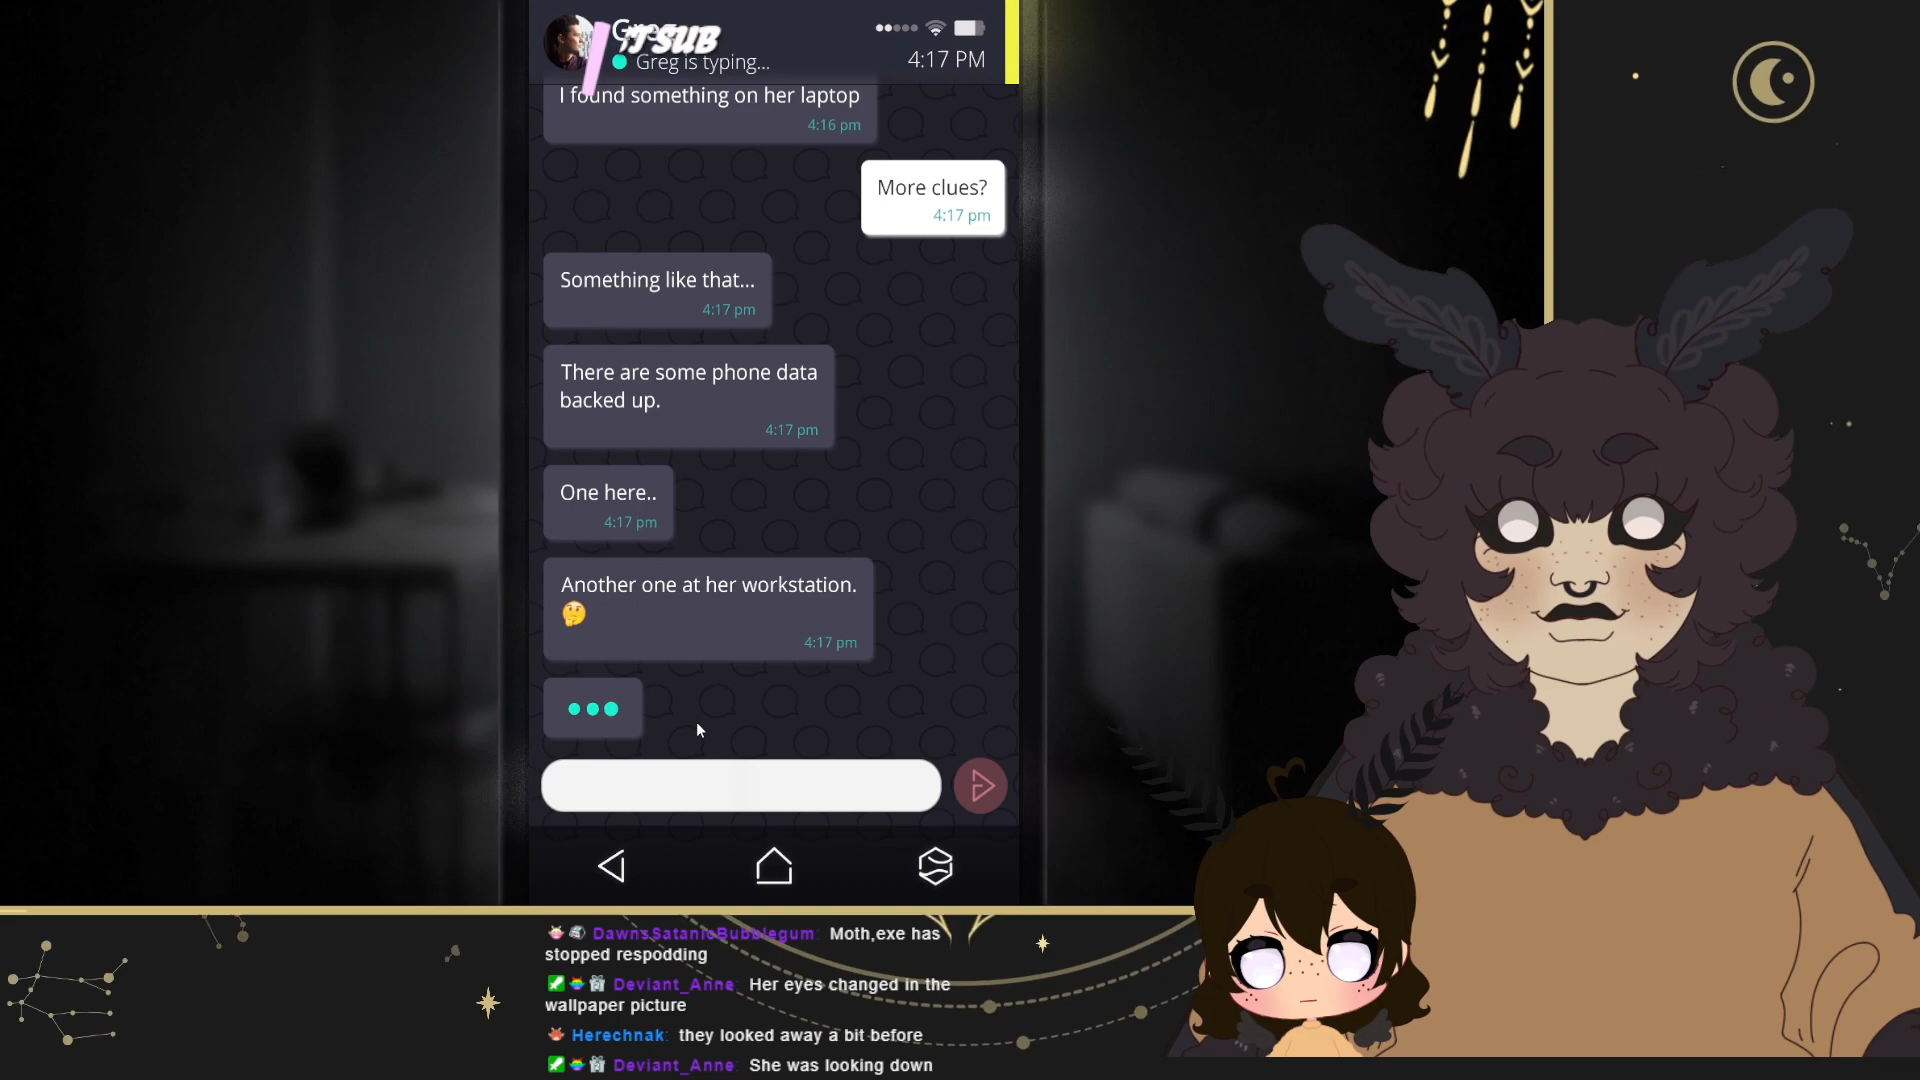 Greg
T SUB
Greg is typing...
4:17 PM
I found something on her laptop
4:16 pm
More clues?
4:17 pm
Something like that...
4:17 pm
There are some phone data
backed up.
4:17 pm
One here..
4:17 pm
Another one at her workstation.
🤔
4:17 pm
DawnsSatanicBubblegum: Moth,exe has
stopped respodding
Deviant_Anne: Her eyes changed in the
wallpaper picture
Herechnak: they looked away a bit before
Deviant_Anne: She was looking down